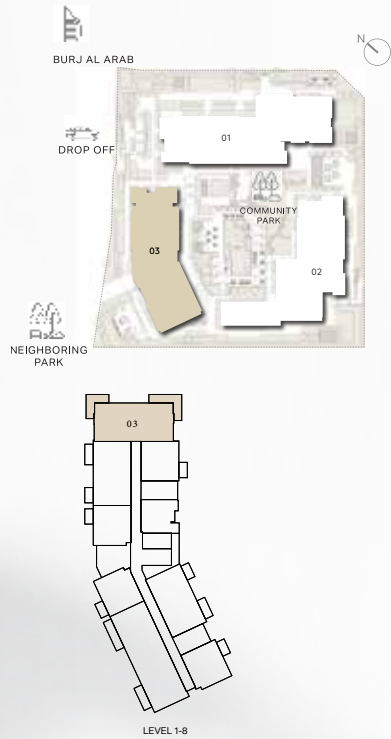 N
BURJ AL ARAB
DROP OFF
01
COMMUNITY
PARK
03
02
NEIGHBORING
PARK
03
LEVEL 1-8